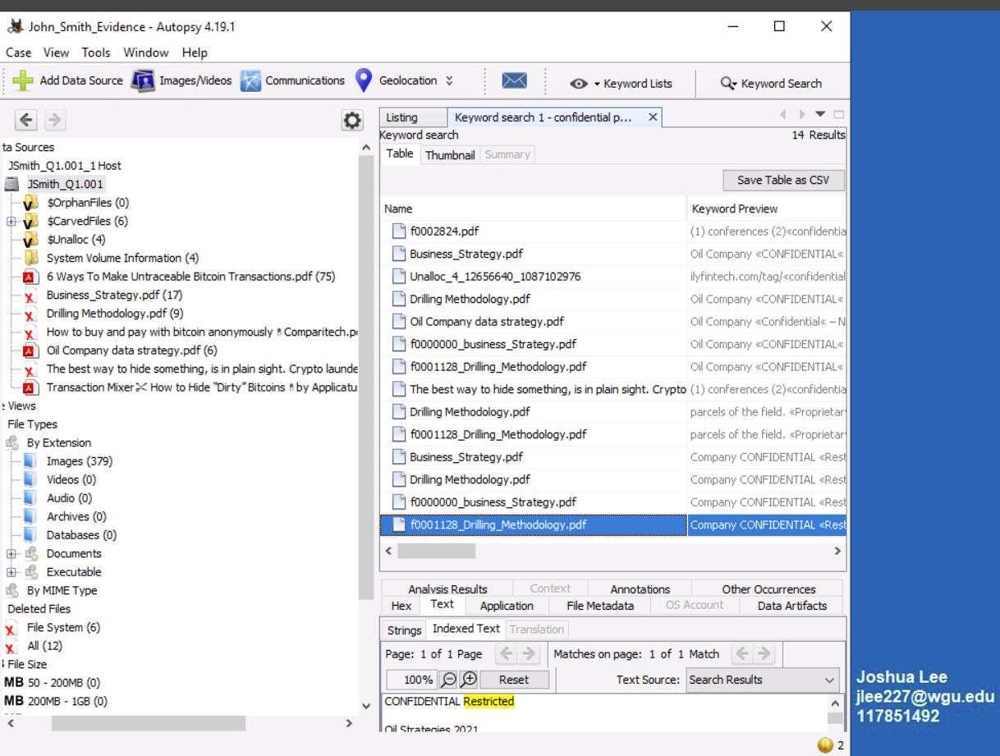 John_Smith_Evidence - Autopsy 4.19.1
Case View Tools Window Help
Add Data Source Images/Videos Communications Geolocation Keyword Lists Keyword Search
ta Sources
JSmith_Q1.001_1 Host
JSmith_Q1.001
$OrphanFiles (0)
$CarvedFiles (6)
$Unalloc (4)
System Volume Information (4)
6 Ways To Make Untraceable Bitcoin Transactions.pdf (75)
Business_Strategy.pdf (17)
Drilling Methodology.pdf (9)
How to buy and pay with bitcoin anonymously Comparitech.p
Oil Company data strategy.pdf (6)
The best way to hide something, is in plain sight. Crypto launde
Transaction Mixer✂ How to Hide "Dirty" Bitcoins by Applicatu
Views
File Types
By Extension
Images (379)
Videos (0)
Audio (0)
Archives (0)
Databases (0)
Documents
Executable
By MIME Type
Deleted Files
File System (6)
All (12)
File Size
MB 50 - 200MB (0)
MB 200MB - 1GB (0)
Listing Keyword search 1 - confidential p...
Keyword search 14 Results
Table Thumbnail Summary
Save Table as CSV
Name Keyword Preview
f0002824.pdf (1) conferences (2)«confidentia
Business_Strategy.pdf Oil Company «CONFIDENTIAL«
Unalloc_4_12656640_1087102976 ilyfintech.com/tag/«confidential
Drilling Methodology.pdf Oil Company «CONFIDENTIAL«
Oil Company data strategy.pdf Oil Company «Confidential« – N
f0000000_business_Strategy.pdf Oil Company «CONFIDENTIAL«
f0001128_Drilling_Methodology.pdf Oil Company «CONFIDENTIAL«
The best way to hide something, is in plain sight. Crypto (1) conferences (2)«confidentia
Drilling Methodology.pdf parcels of the field. «Proprietar
f0001128_Drilling_Methodology.pdf parcels of the field. «Proprietar
Business_Strategy.pdf Company CONFIDENTIAL «Rest
Drilling Methodology.pdf Company CONFIDENTIAL «Rest
f0000000_business_Strategy.pdf Company CONFIDENTIAL «Rest
f0001128_Drilling_Methodology.pdf Company CONFIDENTIAL «Rest
Analysis Results Context Annotations Other Occurrences
Hex Text Application File Metadata OS Account Data Artifacts
Strings Indexed Text Translation
Page: 1 of 1 Page Matches on page: 1 of 1 Match
100% Reset Text Source: Search Results
CONFIDENTIAL Restricted
Oil Strategies 2021
2
Joshua Lee
jlee227@wgu.edu
117851492